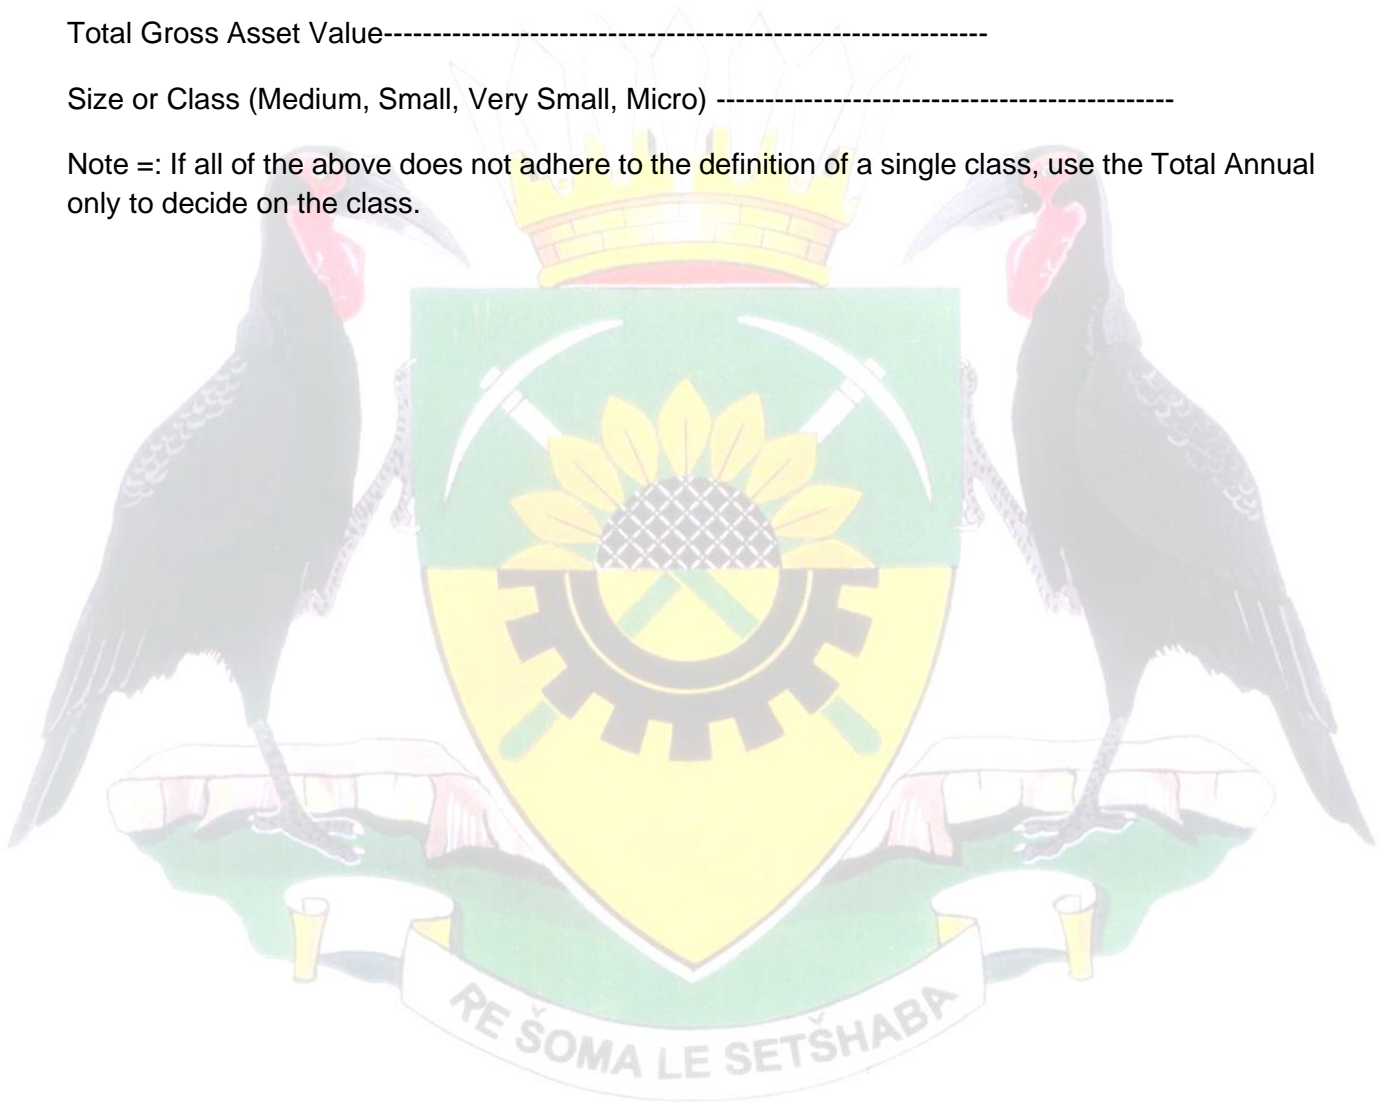 Total Gross Asset Value--------------------------------------------------------------
Size or Class (Medium, Small, Very Small, Micro) -----------------------------------------------
Note =: If all of the above does not adhere to the definition of a single class, use the Total Annual
only to decide on the class.
RE ŠOMA LE SETŠHABA